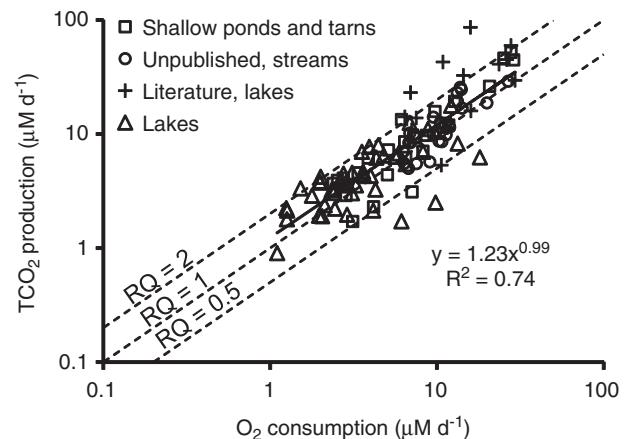 100
10
1
0.1
0.1
1
10
100
TCO₂ production (µM d⁻¹)
O₂ consumption (µM d⁻¹)
Shallow ponds and tarns
Unpublished, streams
Literature, lakes
Lakes
RQ = 2
RQ = 1
RQ = 0.5
y = 1.23x^0.99
R² = 0.74